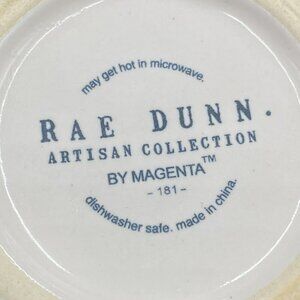 may get hot in microwave.
RAE DUNN.
ARTISAN COLLECTION
BY MAGENTA™
- 181 -
dishwasher safe. made in china.